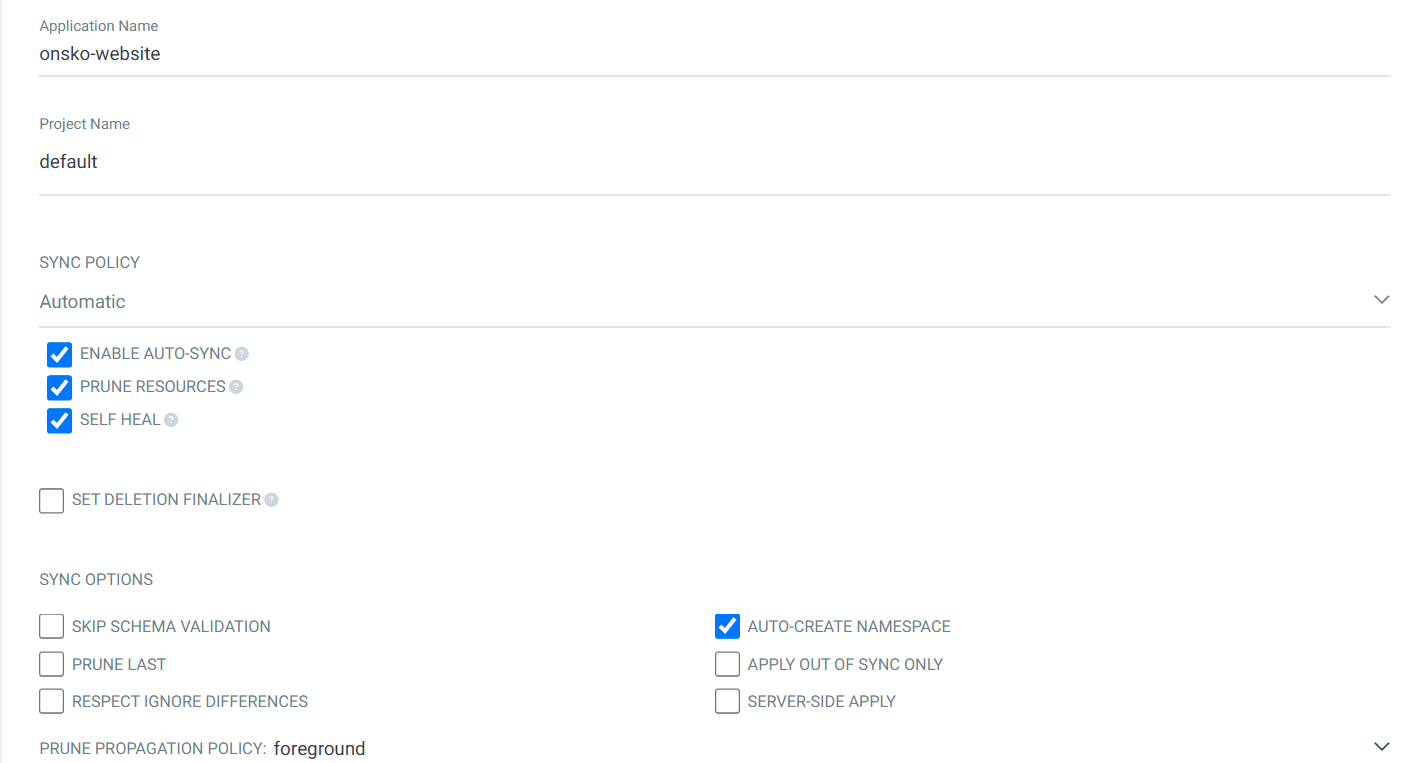 Application Name
onsko-website
Project Name
default
SYNC POLICY
Automatic
ENABLE AUTO-SYNC ?
PRUNE RESOURCES ?
SELF HEAL ?
SET DELETION FINALIZER ?
SYNC OPTIONS
SKIP SCHEMA VALIDATION
AUTO-CREATE NAMESPACE
PRUNE LAST
APPLY OUT OF SYNC ONLY
RESPECT IGNORE DIFFERENCES
SERVER-SIDE APPLY
PRUNE PROPAGATION POLICY: foreground